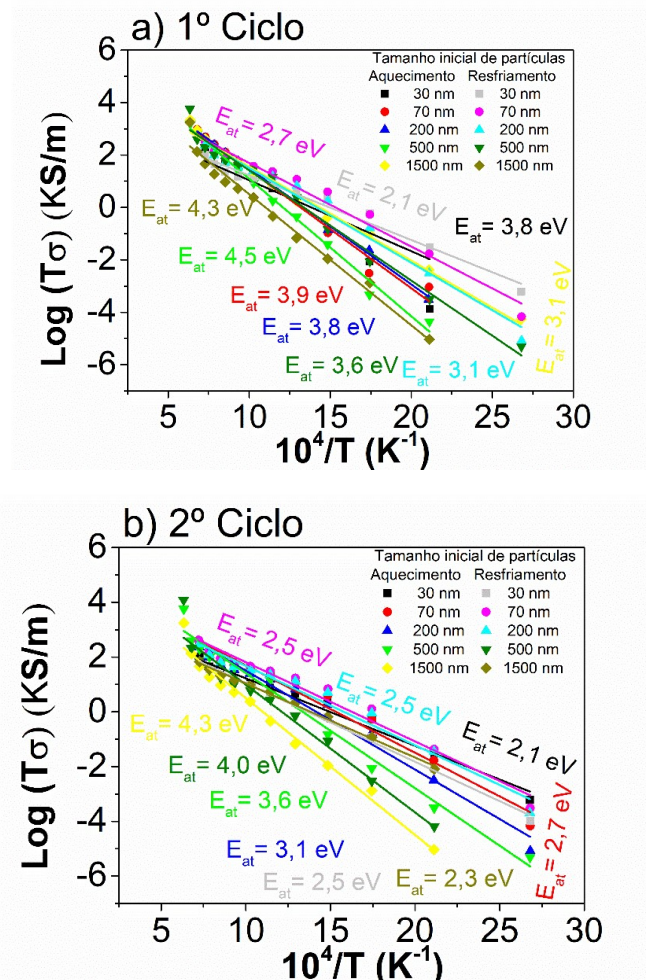 a) 1º Ciclo
Tamanho inicial de partículas
Aquecimento Resfriamento
30 nm 30 nm
70 nm 70 nm
200 nm 200 nm
500 nm 500 nm
1500 nm 1500 nm
E_at = 2,7 eV
E_at = 2,1 eV
E_at = 3,8 eV
E_at = 4,3 eV
E_at = 4,5 eV
E_at = 3,9 eV
E_at = 3,8 eV
E_at = 3,6 eV
E_at = 3,1 eV
E_at = 3,1 eV
Log (Tσ) (KS/m)
6
4
2
0
-2
-4
-6
5 10 15 20 25 30
10⁴/T (K⁻¹)
b) 2º Ciclo
Tamanho inicial de partículas
Aquecimento Resfriamento
30 nm 30 nm
70 nm 70 nm
200 nm 200 nm
500 nm 500 nm
1500 nm 1500 nm
E_at = 2,5 eV
E_at = 2,5 eV
E_at = 2,1 eV
E_at = 4,3 eV
E_at = 4,0 eV
E_at = 3,6 eV
E_at = 3,1 eV
E_at = 2,5 eV
E_at = 2,3 eV
E_at = 2,7 eV
Log (Tσ) (KS/m)
6
4
2
0
-2
-4
-6
5 10 15 20 25 30
10⁴/T (K⁻¹)